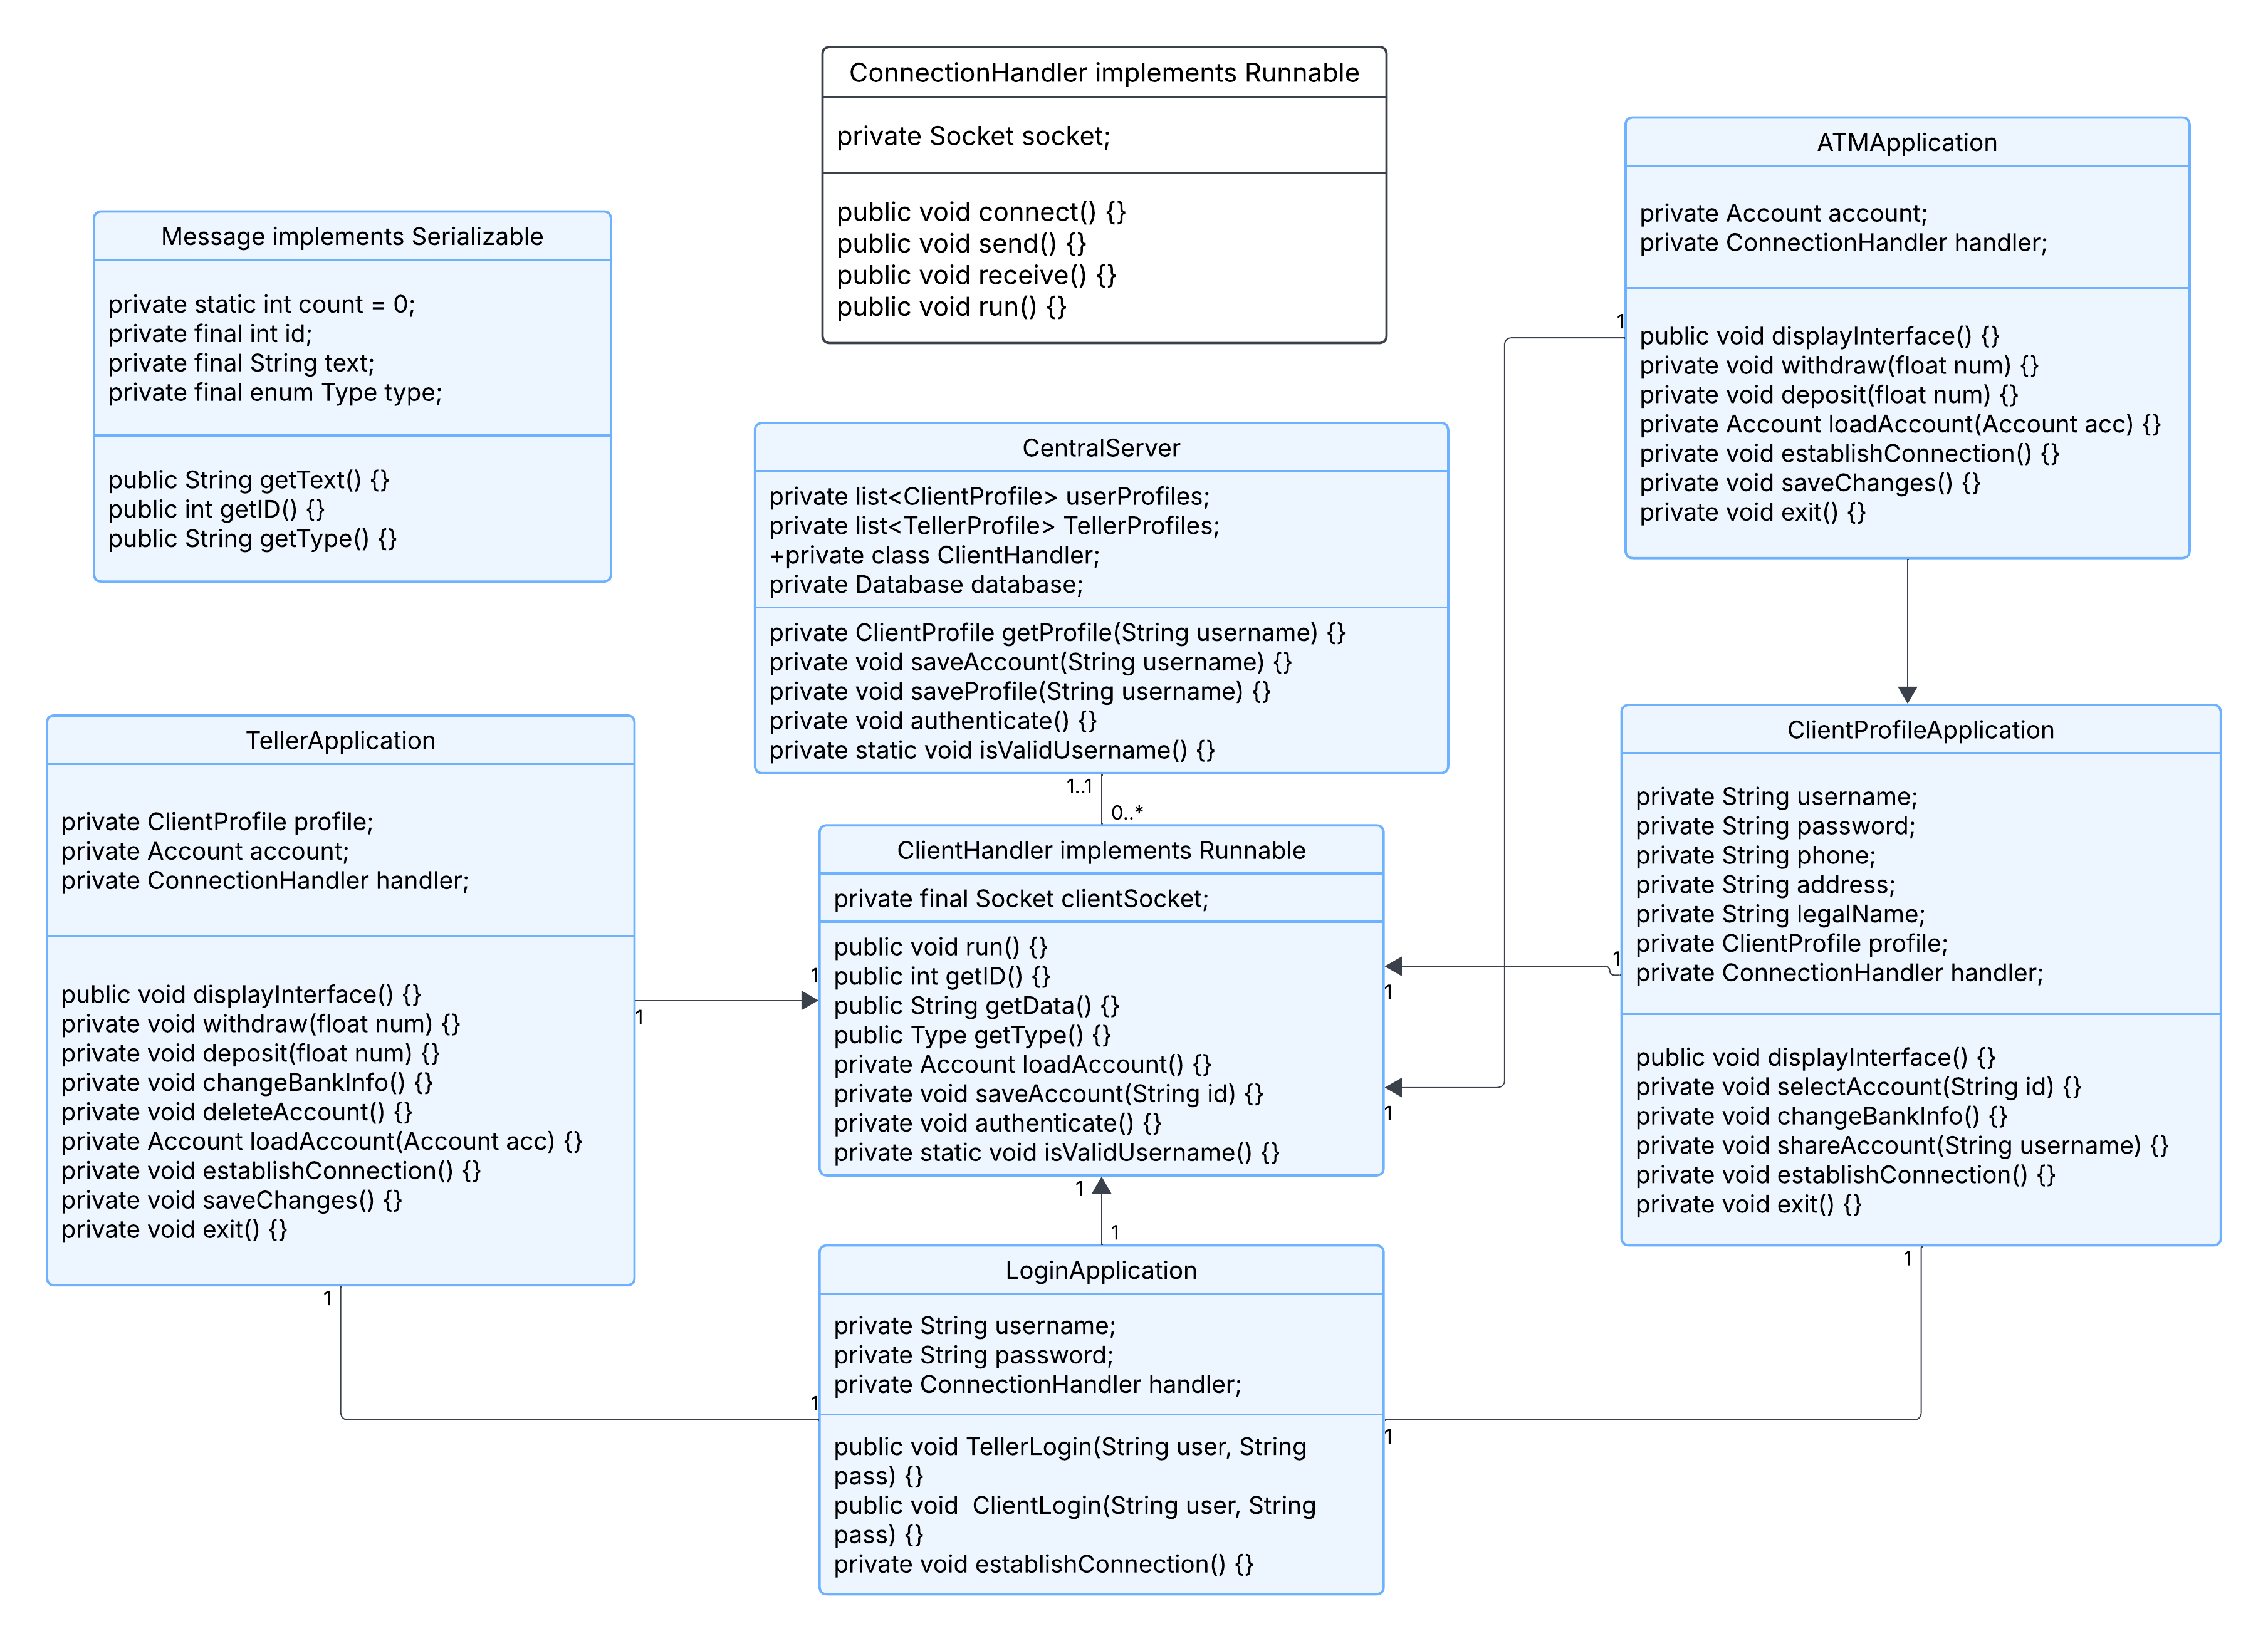 ConnectionHandler implements Runnable
private Socket socket;
public void connect() {}
public void send() {}
public void receive() {}
public void run() {}
ATMApplication
private Account account;
private ConnectionHandler handler;
1
public void displayInterface() {}
private void withdraw(float num) {}
private void deposit(float num) {}
private Account loadAccount(Account acc) {}
private void establishConnection() {}
private void saveChanges() {}
private void exit() {}
Message implements Serializable
private static int count = 0;
private final int id;
private final String text;
private final enum Type type;
public String getText() {}
public int getID() {}
public String getType() {}
CentralServer
private list<ClientProfile> userProfiles;
private list<TellerProfile> TellerProfiles;
+private class ClientHandler;
private Database database;
private ClientProfile getProfile(String username) {}
private void saveAccount(String username) {}
private void saveProfile(String username) {}
private void authenticate() {}
private static void isValidUsername() {}
1..1
0..*
TellerApplication
private ClientProfile profile;
private Account account;
private ConnectionHandler handler;
public void displayInterface() {}
private void withdraw(float num) {}
private void deposit(float num) {}
private void changeBankInfo() {}
private void deleteAccount() {}
private Account loadAccount(Account acc) {}
private void establishConnection() {}
private void saveChanges() {}
private void exit() {}
1
1
1
ClientHandler implements Runnable
private final Socket clientSocket;
public void run() {}
public int getID() {}
public String getData() {}
public Type getType() {}
private Account loadAccount() {}
private void saveAccount(String id) {}
private void authenticate() {}
private static void isValidUsername() {}
1
1
1
1
1
ClientProfileApplication
private String username;
private String password;
private String phone;
private String address;
private String legalName;
private ClientProfile profile;
private ConnectionHandler handler;
public void displayInterface() {}
private void selectAccount(String id) {}
private void changeBankInfo() {}
private void shareAccount(String username) {}
private void establishConnection() {}
private void exit() {}
1
LoginApplication
private String username;
private String password;
private ConnectionHandler handler;
1
1
public void TellerLogin(String user, String
pass) {}
public void  ClientLogin(String user, String
pass) {}
private void establishConnection() {}